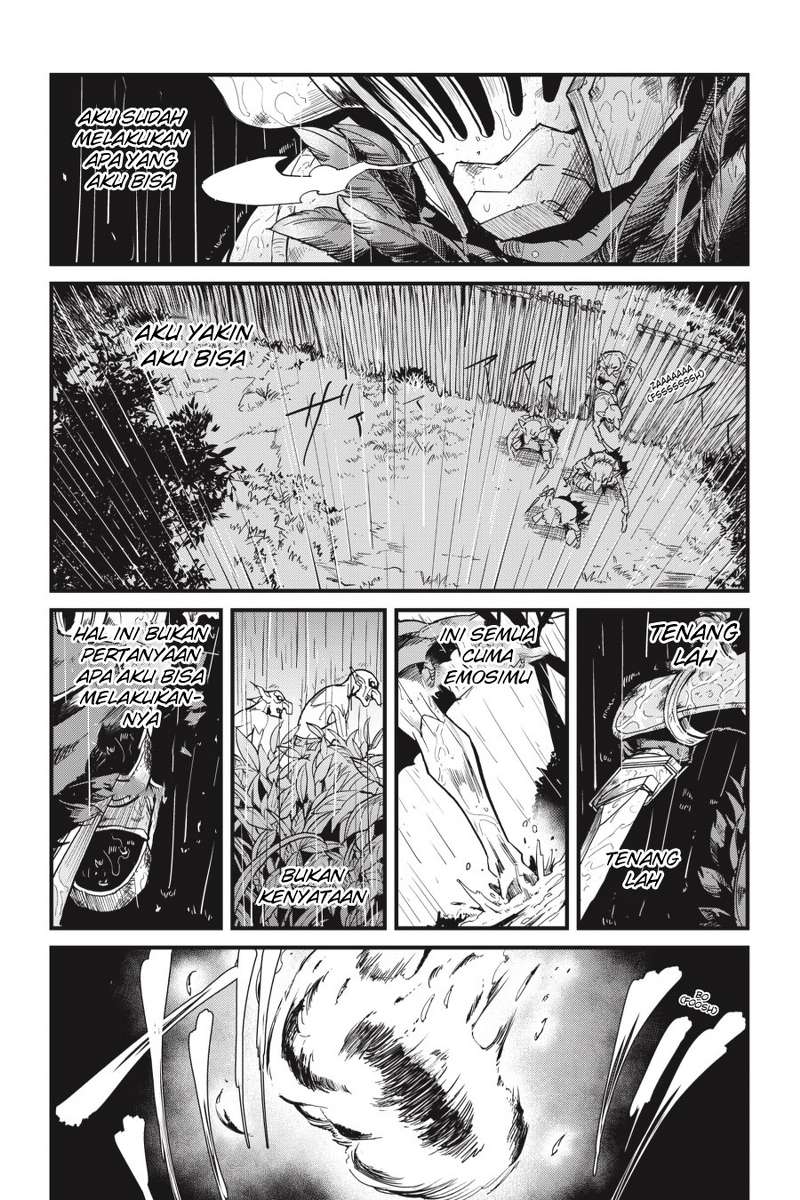 AKU SUDAH
MELAKUKAN
APA YANG
AKU BISA
AKU YAKIN
AKU BISA
ZAAAAAAA
(FSSSSSSSH)
HAL INI BUKAN
PERTANYAAN
APA AKU BISA
MELAKUKAN-
NYA
BUKAN
KENYATAAN
INI SEMUA
CUMA
EMOSIMU
TENANG
LAH
TENANG
LAH
BO
(FOOSH)